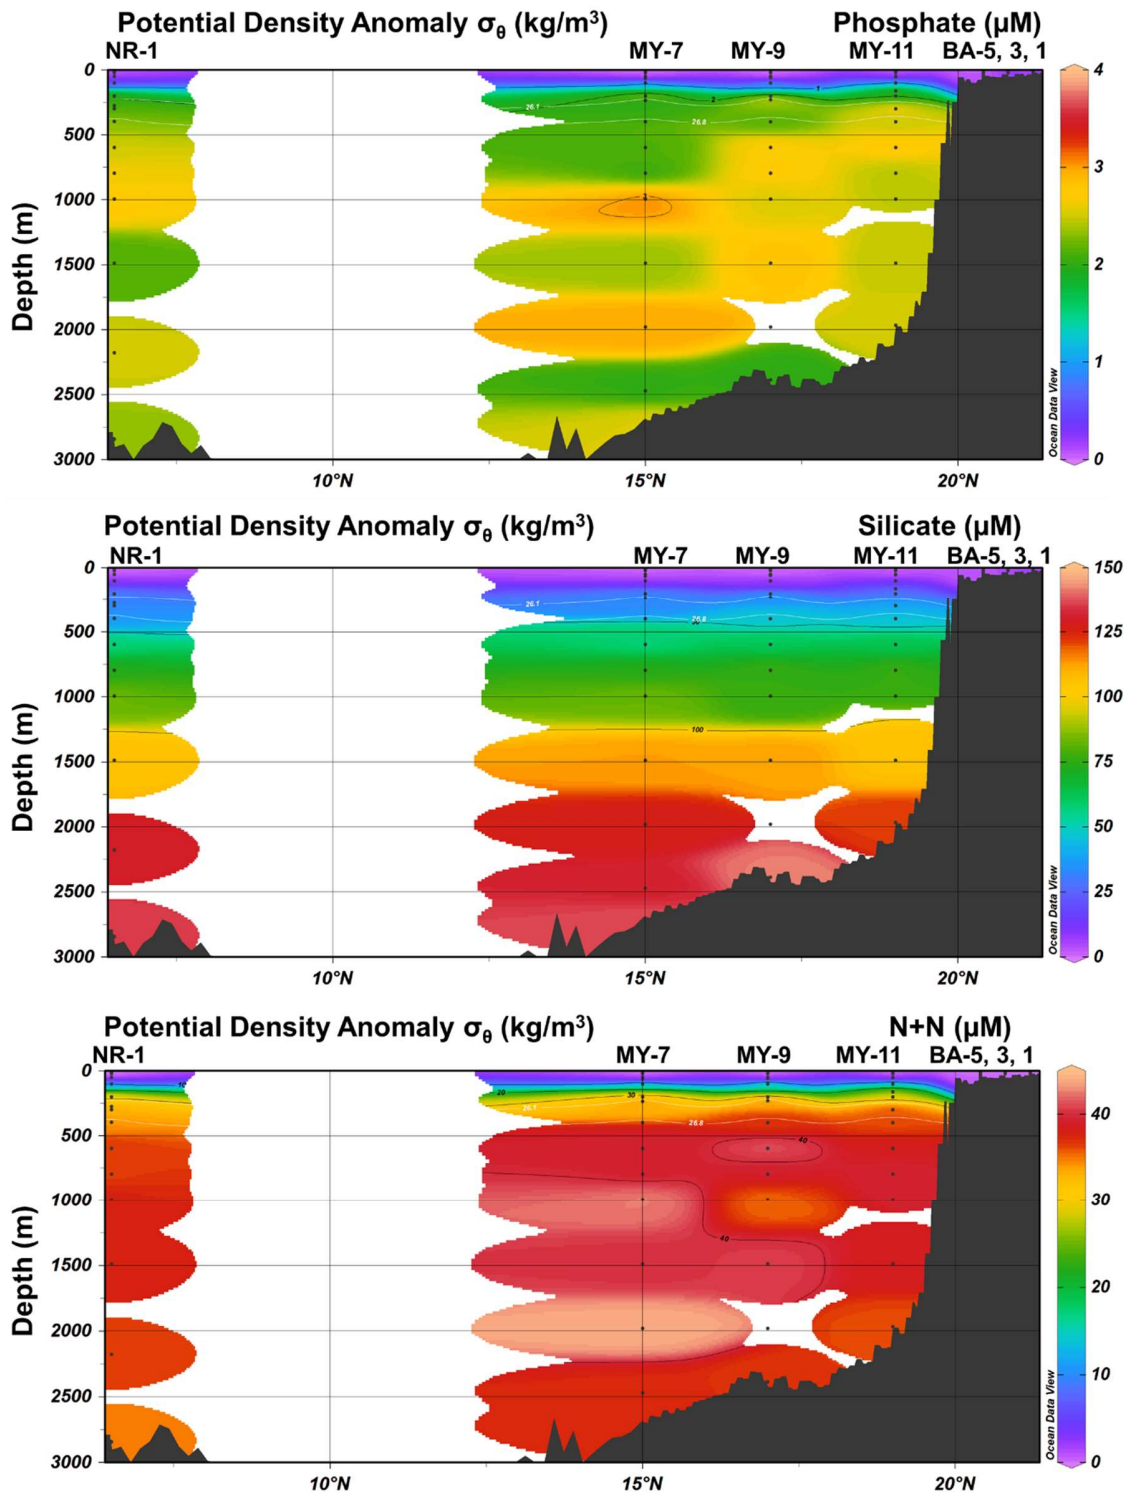 Potential Density Anomaly σθ (kg/m³) Phosphate (µM)
NR-1 MY-7 MY-9 MY-11 BA-5, 3, 1
0 4
1
2
26.1
26.8
500
3
1000
3
Depth (m)
1500 2
2000
1
2500
Ocean Data View
3000 0
10°N 15°N 20°N
Potential Density Anomaly σθ (kg/m³) Silicate (µM)
NR-1 MY-7 MY-9 MY-11 BA-5, 3, 1
0 150
26.1
26.8
500 125
1000 100
100
Depth (m)
1500 75
2000 50
2500 25
Ocean Data View
3000 0
10°N 15°N 20°N
Potential Density Anomaly σθ (kg/m³) N+N (µM)
NR-1 MY-7 MY-9 MY-11 BA-5, 3, 1
0
10 20 30
26.1
26.8
40
500 40
1000 30
40
Depth (m)
1500
20
2000
10
2500
Ocean Data View
3000 0
10°N 15°N 20°N